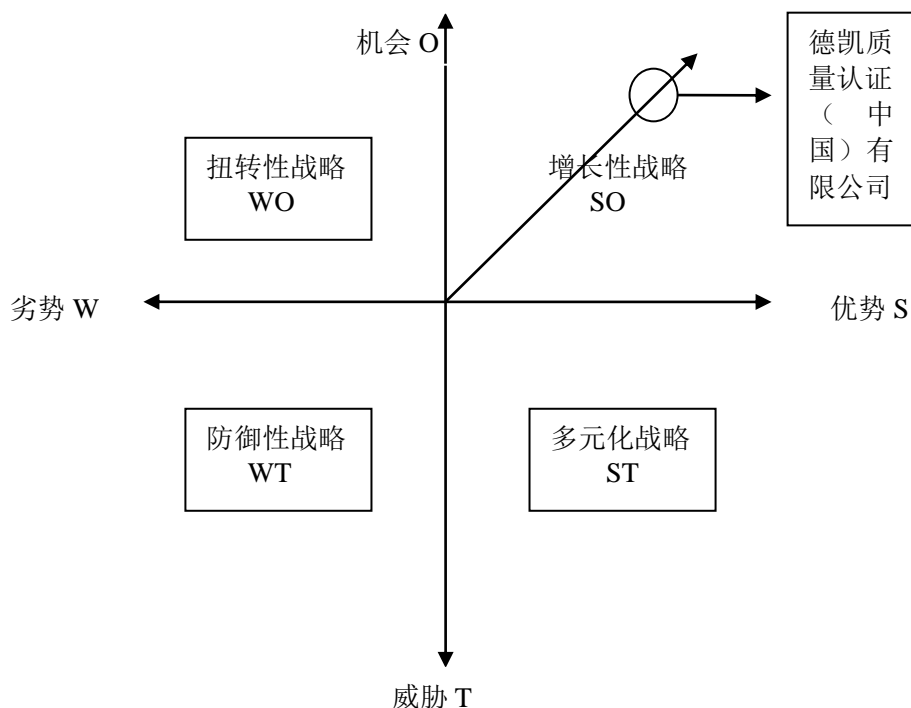 机会 O
德凯质
量认证
（ 中
国）有
限公司
扭转性战略
WO
增长性战略
SO
劣势 W
优势 S
防御性战略
WT
多元化战略
ST
威胁 T